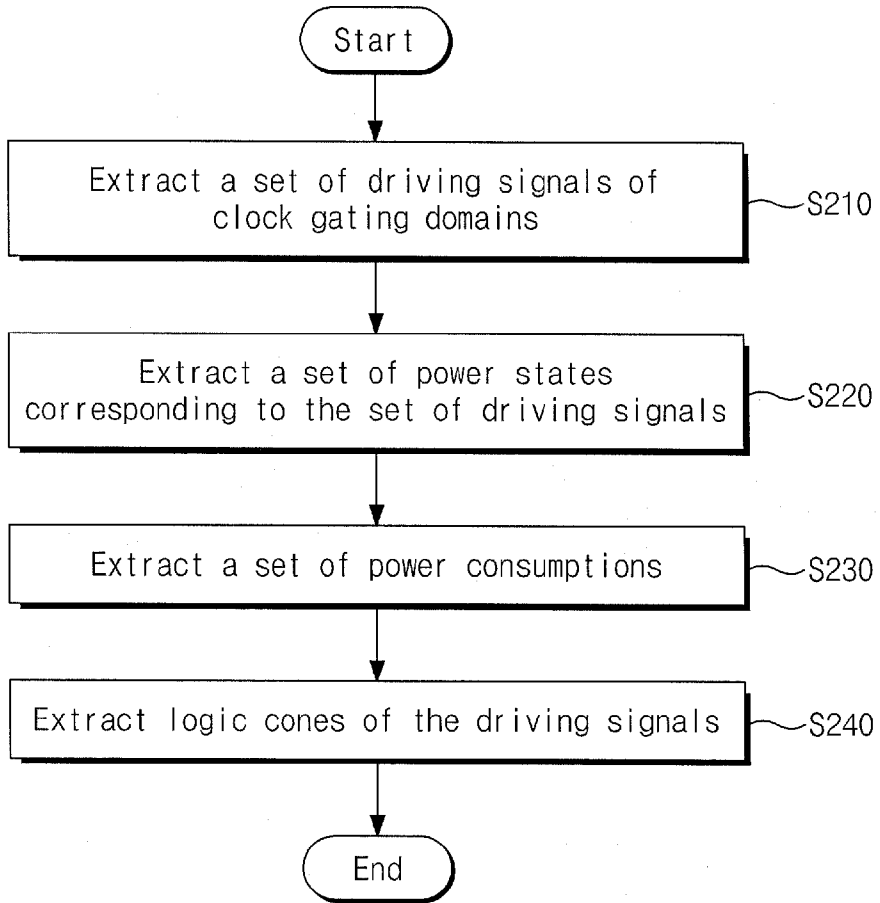 Start
Extract a set of driving signals of
clock gating domains
S210
Extract a set of power states
corresponding to the set of driving signals
S220
Extract a set of power consumptions
S230
Extract logic cones of the driving signals
S240
End